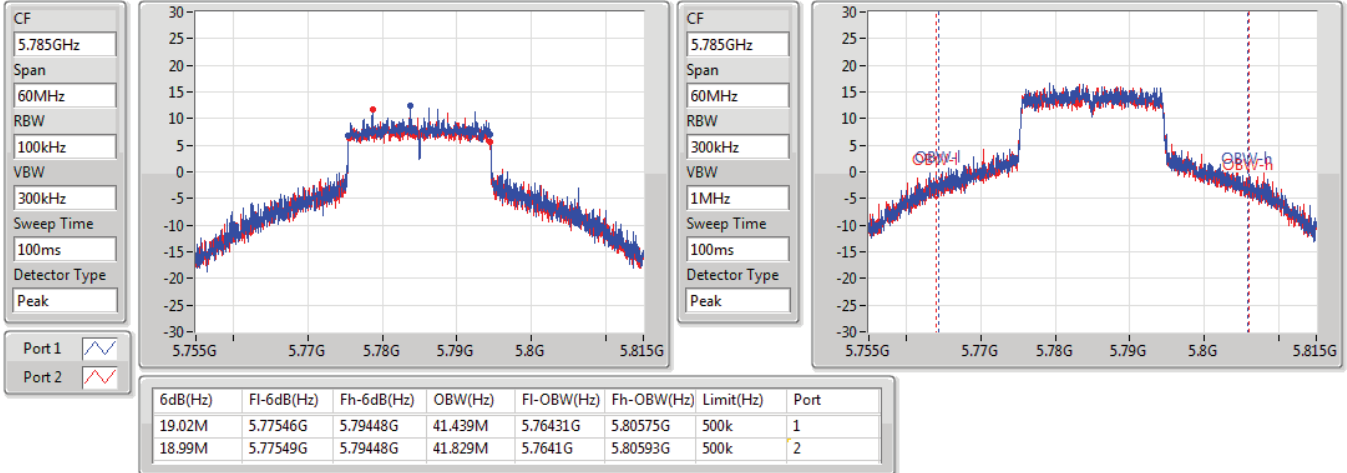 CF
5.785GHz
Span
60MHz
RBW
100kHz
VBW
300kHz
Sweep Time
100ms
Detector Type
Peak
Port 1
Port 2
30
25
20
15
10
5
0
-5
-10
-15
-20
-25
-30
5.755G 5.77G 5.78G 5.79G 5.8G 5.815G
CF
5.785GHz
Span
60MHz
RBW
300kHz
VBW
1MHz
Sweep Time
100ms
Detector Type
Peak
30
25
20
15
10
5
0
-5
-10
-15
-20
-25
-30
OBW-l OBW-h
OBW-l OBW-h
5.755G 5.77G 5.78G 5.79G 5.8G 5.815G
6dB(Hz) Fl-6dB(Hz) Fh-6dB(Hz) OBW(Hz) Fl-OBW(Hz) Fh-OBW(Hz) Limit(Hz) Port
19.02M 5.77546G 5.79448G 41.439M 5.76431G 5.80575G 500k 1
18.99M 5.77549G 5.79448G 41.829M 5.7641G 5.80593G 500k 2